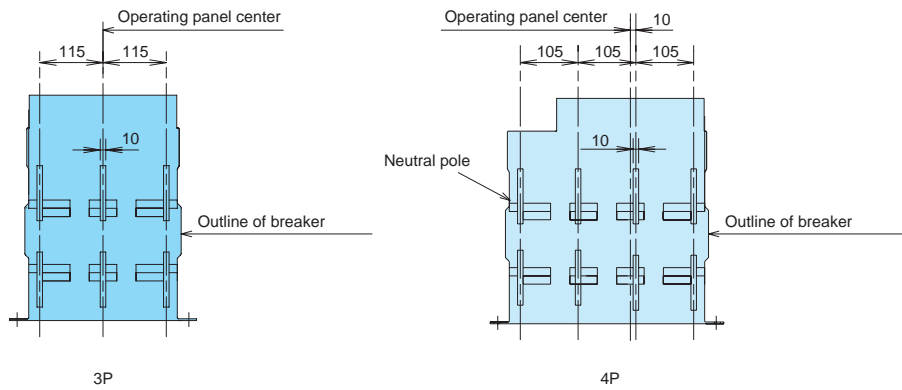 Operating panel center
115
115
10
Outline of breaker
3P
Operating panel center
10
105
105
105
10
Neutral pole
Outline of breaker
4P